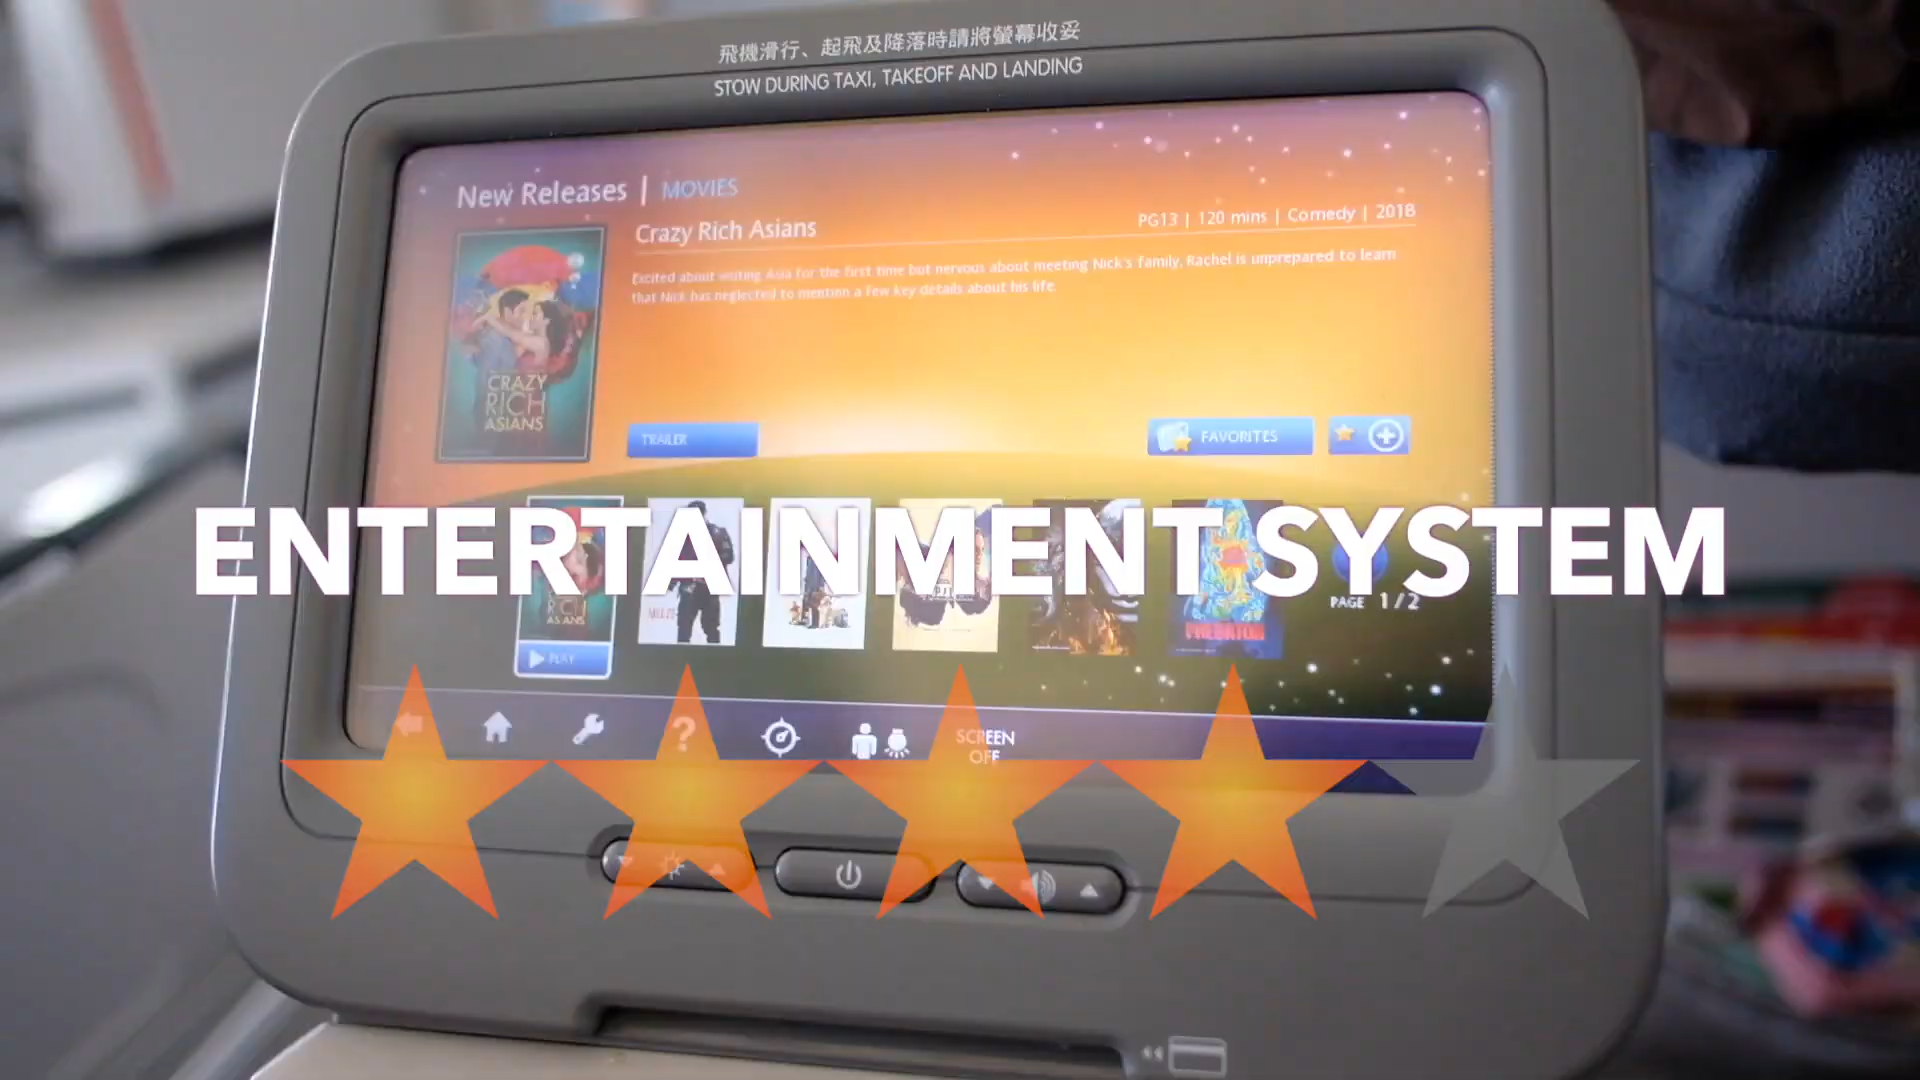 飛機滑行、起飛及降落時請將螢幕收妥
STOW DURING TAXI, TAKEOFF AND LANDING
New Releases | MOVIES
Crazy Rich Asians
PG13 | 120 mins | Comedy | 2018
Excited about visiting Asia for the first time but nervous about meeting Nick's family, Rachel is unprepared to learn
that Nick has neglected to mention a few key details about his life.
CRAZY
RICH
ASIANS
TRAILER
FAVORITES
ENTERTAINMENT SYSTEM
RICH
ASIANS
PREDATOR
PAGE 1/2
PLAY
?
SCREEN
OFF